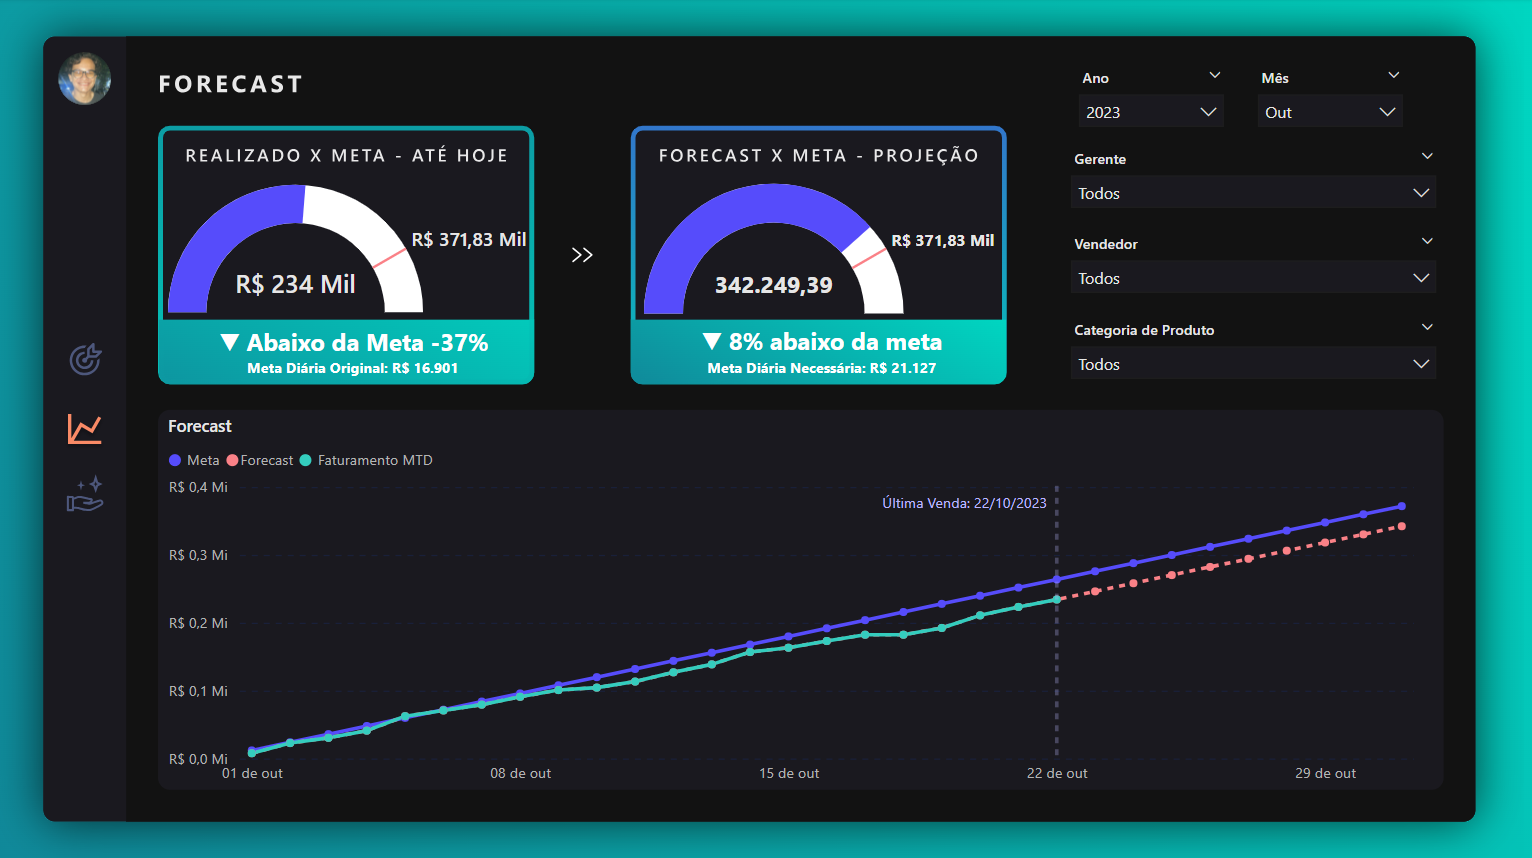 FORECAST
Ano
2023
Mês
Out
REALIZADO X META - ATÉ HOJE
R$ 371,83 Mil
R$ 234 Mil
▼ Abaixo da Meta -37%
Meta Diária Original: R$ 16.901
FORECAST X META - PROJEÇÃO
R$ 371,83 Mil
342.249,39
▼ 8% abaixo da meta
Meta Diária Necessária: R$ 21.127
Gerente
Todos
Vendedor
Todos
Categoria de Produto
Todos
Forecast
Meta Forecast Faturamento MTD
R$ 0,4 Mi
Última Venda: 22/10/2023
R$ 0,3 Mi
R$ 0,2 Mi
R$ 0,1 Mi
R$ 0,0 Mi
01 de out 08 de out 15 de out 22 de out 29 de out